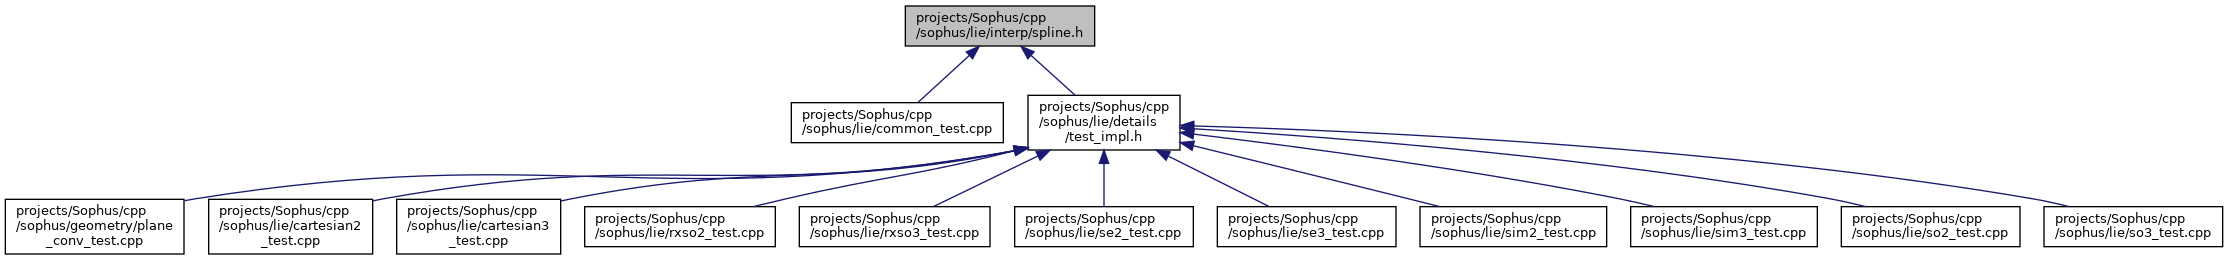 projects/Sophus/cpp
/sophus/lie/interp/spline.h
projects/Sophus/cpp
/sophus/lie/common_test.cpp
projects/Sophus/cpp
/sophus/lie/details
/test_impl.h
projects/Sophus/cpp
/sophus/geometry/plane
_conv_test.cpp
projects/Sophus/cpp
/sophus/lie/cartesian2
_test.cpp
projects/Sophus/cpp
/sophus/lie/cartesian3
_test.cpp
projects/Sophus/cpp
/sophus/lie/rxso2_test.cpp
projects/Sophus/cpp
/sophus/lie/rxso3_test.cpp
projects/Sophus/cpp
/sophus/lie/se2_test.cpp
projects/Sophus/cpp
/sophus/lie/se3_test.cpp
projects/Sophus/cpp
/sophus/lie/sim2_test.cpp
projects/Sophus/cpp
/sophus/lie/sim3_test.cpp
projects/Sophus/cpp
/sophus/lie/so2_test.cpp
projects/Sophus/cpp
/sophus/lie/so3_test.cpp